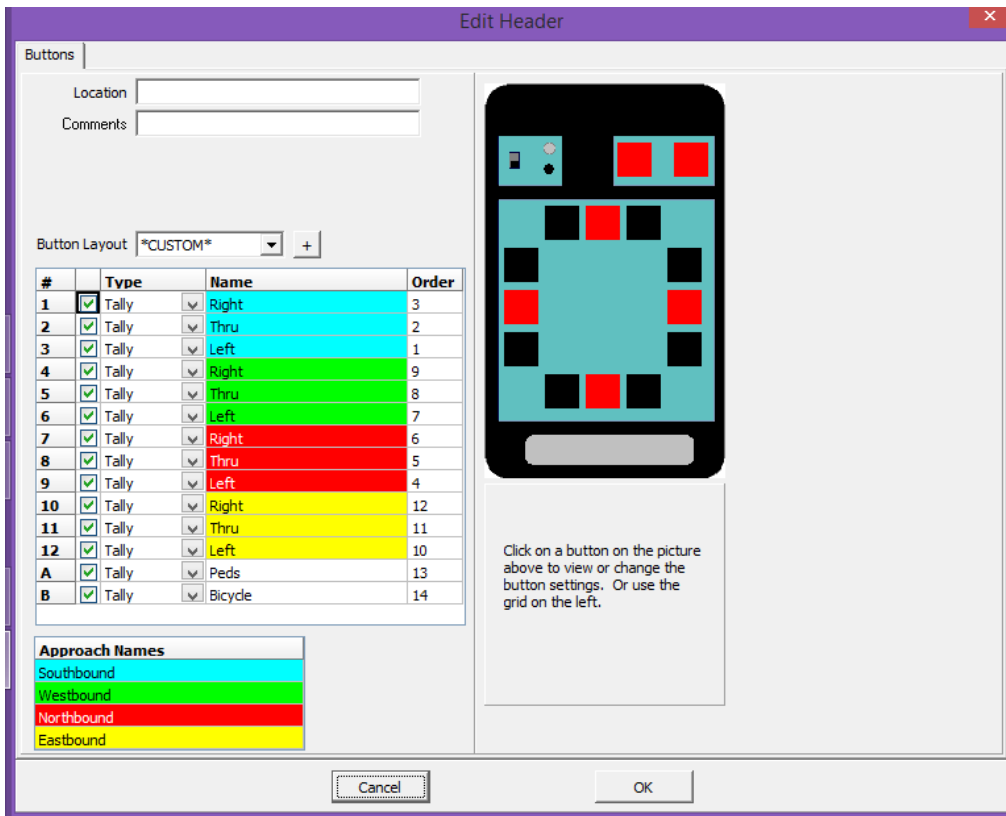 Edit Header
Buttons
Location
Comments
Button Layout *CUSTOM* +
# Type Name Order
1 Tally Right 3
2 Tally Thru 2
3 Tally Left 1
4 Tally Right 9
5 Tally Thru 8
6 Tally Left 7
7 Tally Right 6
8 Tally Thru 5
9 Tally Left 4
10 Tally Right 12
11 Tally Thru 11
12 Tally Left 10
A Tally Peds 13
B Tally Bicycle 14
Approach Names
Southbound
Westbound
Northbound
Eastbound
Click on a button on the picture
above to view or change the
button settings. Or use the
grid on the left.
Cancel OK